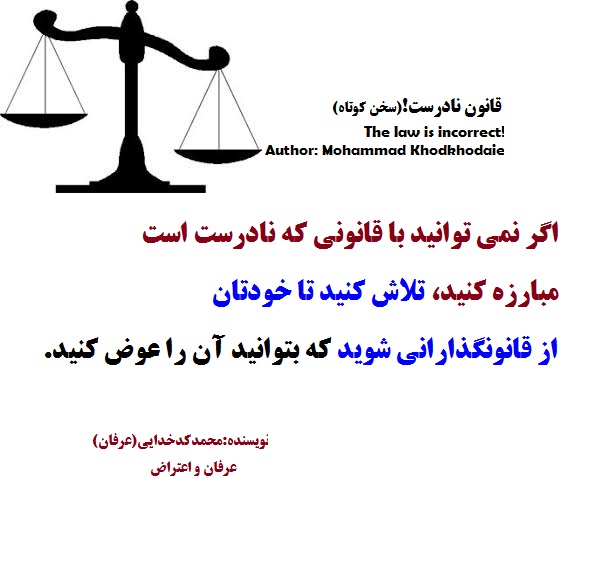 قانون نادرست!(سخن کوتاه)
The law is incorrect!
Author: Mohammad Khodkhodaie
اگر نمی توانید با قانونی که نادرست است
مبارزه کنید، تلاش کنید تا خودتان
از قانونگذارانی شوید که بتوانید آن را عوض کنید.
نویسنده:محمدکدخدایی(عرفان)
عرفان و اعتراض